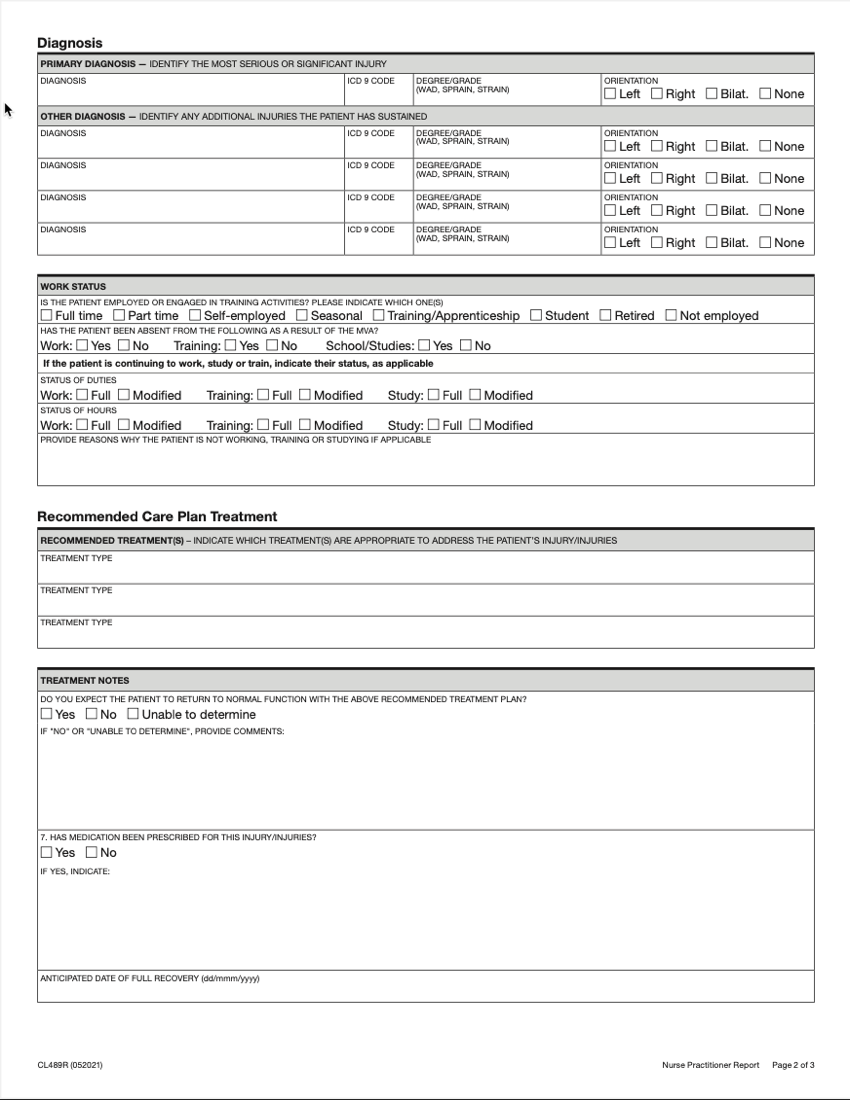 Diagnosis
PRIMARY DIAGNOSIS — IDENTIFY THE MOST SERIOUS OR SIGNIFICANT INJURY
DIAGNOSIS ICD 9 CODE DEGREE/GRADE (WAD, SPRAIN, STRAIN) ORIENTATION
☐ Left ☐ Right ☐ Bilat. ☐ None
OTHER DIAGNOSIS — IDENTIFY ANY ADDITIONAL INJURIES THE PATIENT HAS SUSTAINED
DIAGNOSIS ICD 9 CODE DEGREE/GRADE (WAD, SPRAIN, STRAIN) ORIENTATION
☐ Left ☐ Right ☐ Bilat. ☐ None
DIAGNOSIS ICD 9 CODE DEGREE/GRADE (WAD, SPRAIN, STRAIN) ORIENTATION
☐ Left ☐ Right ☐ Bilat. ☐ None
DIAGNOSIS ICD 9 CODE DEGREE/GRADE (WAD, SPRAIN, STRAIN) ORIENTATION
☐ Left ☐ Right ☐ Bilat. ☐ None
DIAGNOSIS ICD 9 CODE DEGREE/GRADE (WAD, SPRAIN, STRAIN) ORIENTATION
☐ Left ☐ Right ☐ Bilat. ☐ None
WORK STATUS
IS THE PATIENT EMPLOYED OR ENGAGED IN TRAINING ACTIVITIES? PLEASE INDICATE WHICH ONE(S)
☐ Full time ☐ Part time ☐ Self-employed ☐ Seasonal ☐ Training/Apprenticeship ☐ Student ☐ Retired ☐ Not employed
HAS THE PATIENT BEEN ABSENT FROM THE FOLLOWING AS A RESULT OF THE MVA?
Work: ☐ Yes ☐ No Training: ☐ Yes ☐ No School/Studies: ☐ Yes ☐ No
If the patient is continuing to work, study or train, indicate their status, as applicable
STATUS OF DUTIES
Work: ☐ Full ☐ Modified Training: ☐ Full ☐ Modified Study: ☐ Full ☐ Modified
STATUS OF HOURS
Work: ☐ Full ☐ Modified Training: ☐ Full ☐ Modified Study: ☐ Full ☐ Modified
PROVIDE REASONS WHY THE PATIENT IS NOT WORKING, TRAINING OR STUDYING IF APPLICABLE
Recommended Care Plan Treatment
RECOMMENDED TREATMENT(S) – INDICATE WHICH TREATMENT(S) ARE APPROPRIATE TO ADDRESS THE PATIENT'S INJURY/INJURIES
TREATMENT TYPE
TREATMENT TYPE
TREATMENT TYPE
TREATMENT NOTES
DO YOU EXPECT THE PATIENT TO RETURN TO NORMAL FUNCTION WITH THE ABOVE RECOMMENDED TREATMENT PLAN?
☐ Yes ☐ No ☐ Unable to determine
IF "NO" OR "UNABLE TO DETERMINE", PROVIDE COMMENTS:
7. HAS MEDICATION BEEN PRESCRIBED FOR THIS INJURY/INJURIES?
☐ Yes ☐ No
IF YES, INDICATE:
ANTICIPATED DATE OF FULL RECOVERY (dd/mmm/yyyy)
CL489R (052021) Nurse Practitioner Report Page 2 of 3